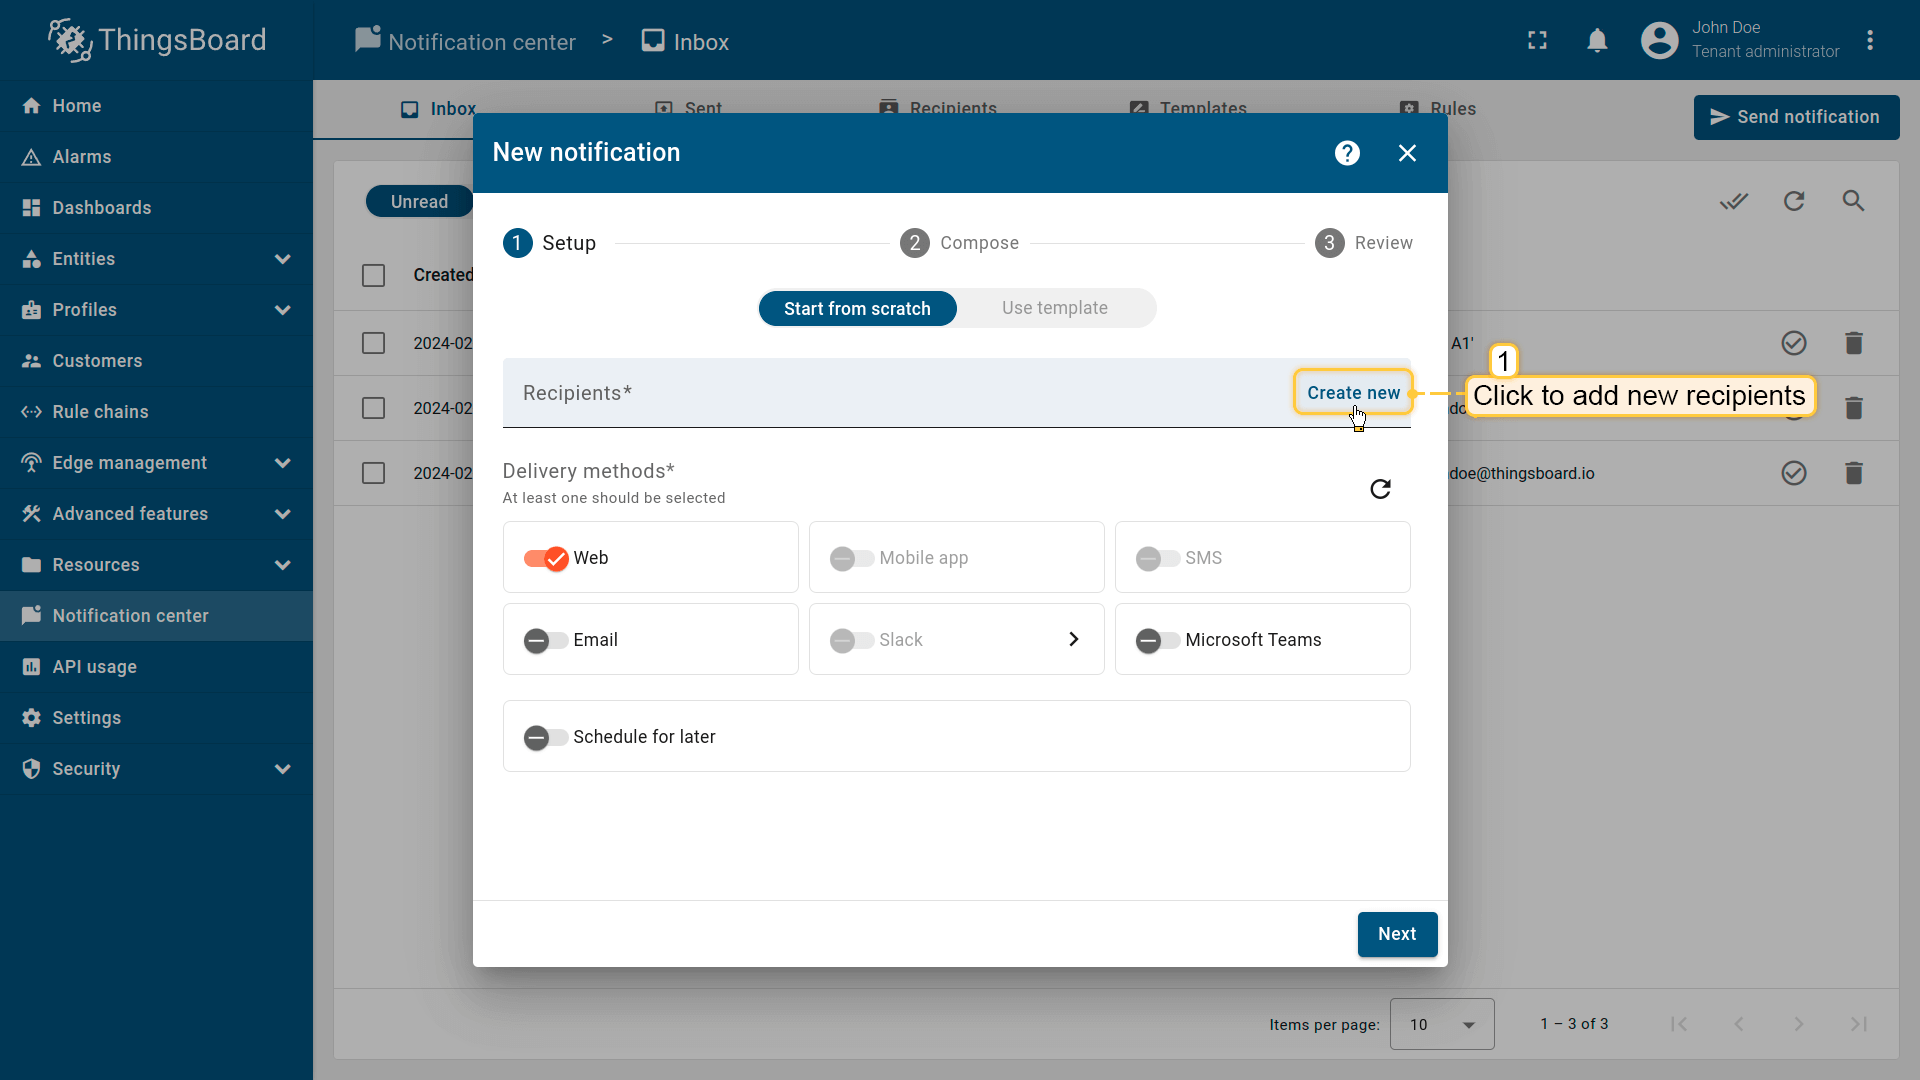 ThingsBoard
Notification center > Inbox
John Doe
Tenant administrator
Home
Alarms
Dashboards
Entities
Profiles
Customers
Rule chains
Edge management
Advanced features
Resources
Notification center
API usage
Settings
Security
Inbox
Sent
Recipients
Templates
Rules
Send notification
Unread
Created
2024-02
A1'
2024-02
2024-02
doe@thingsboard.io
New notification
?
1 Setup
2 Compose
3 Review
Start from scratch
Use template
Recipients*
Create new
1
Click to add new recipients
Delivery methods*
At least one should be selected
Web
Mobile app
SMS
Email
Slack
Microsoft Teams
Schedule for later
Next
Items per page: 10
1 – 3 of 3